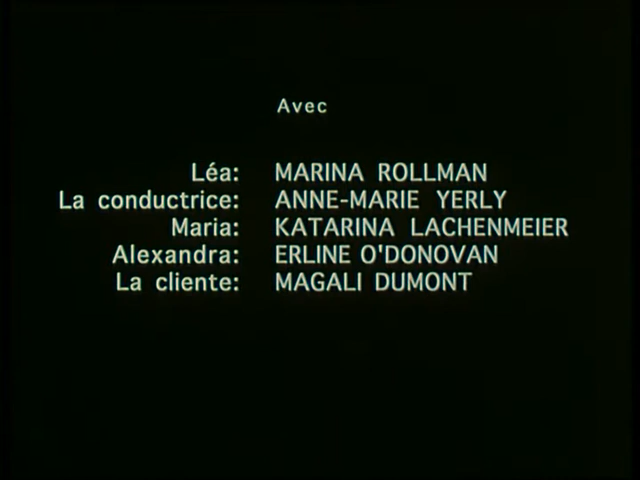 Avec
Léa: MARINA ROLLMAN
La conductrice: ANNE-MARIE YERLY
Maria: KATARINA LACHENMEIER
Alexandra: ERLINE O'DONOVAN
La cliente: MAGALI DUMONT